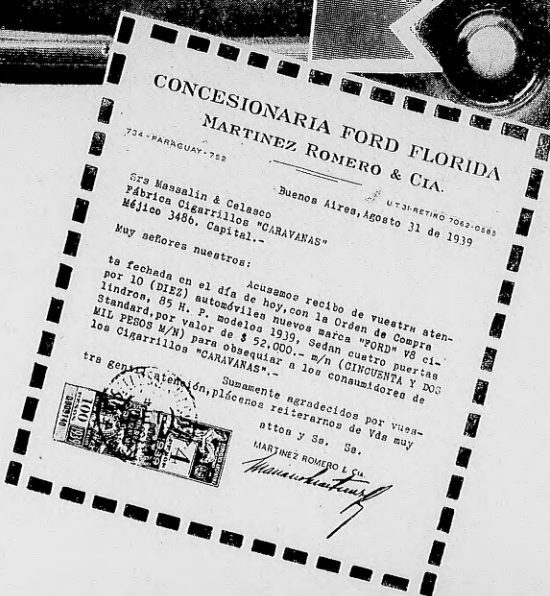 CONCESIONARIA FORD FLORIDA
MARTINEZ ROMERO & CIA.
734-PARAGUAY-752
U.T.31-RETIRO 7062-0565
Buenos Aires, Agosto 31 de 1939
Srs Massalin & Celasco
Fábrica Cigarrillos "CARAVANAS"
Méjico 3486. Capital.-
Muy señores nuestros:
Acusamos recibo de vuestra aten-
ta fechada en el día de hoy, con la Orden de Compra
por 10 (DIEZ) automóviles nuevos marca "FORD" V8 ci-
lindros, 85 H. P. modelos 1939, Sedan cuatro puertas
Standard, por valor de $ 52.000.- m/n (CINCUENTA Y DOS
MIL PESOS M/N) para obsequiar a los consumidores de
los Cigarrillos "CARAVANAS".-
Sumamente agradecidos por vues-
tra gentil atención, plácenos reiterarnos de Vds muy
attos y Ss. Ss.
MARTINEZ ROMERO & Cia.
100
4